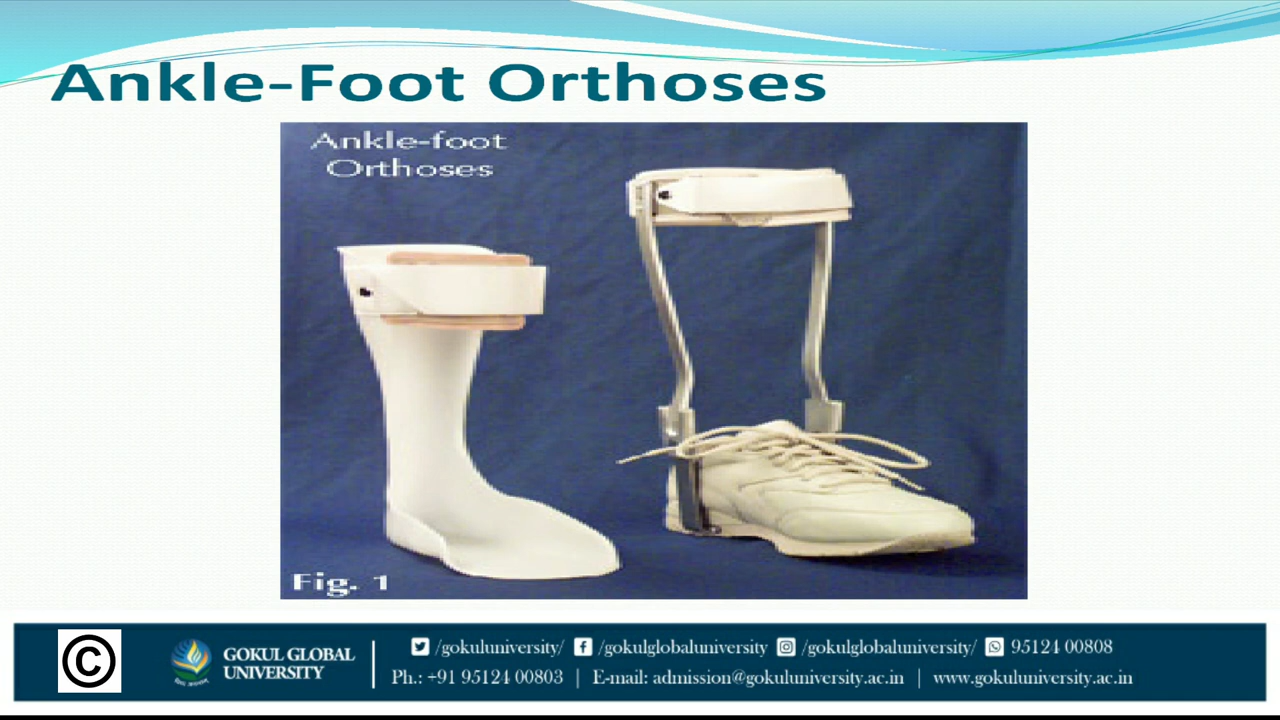 Ankle-Foot Orthoses
Ankle-foot
Orthoses
Fig. 1
©
GOKUL GLOBAL
UNIVERSITY
/gokuluniversity/ /gokulglobaluniversity /gokulglobaluniversity/ 95124 00808
Ph.: +91 95124 00803 | E-mail: admission@gokuluniversity.ac.in | www.gokuluniversity.ac.in